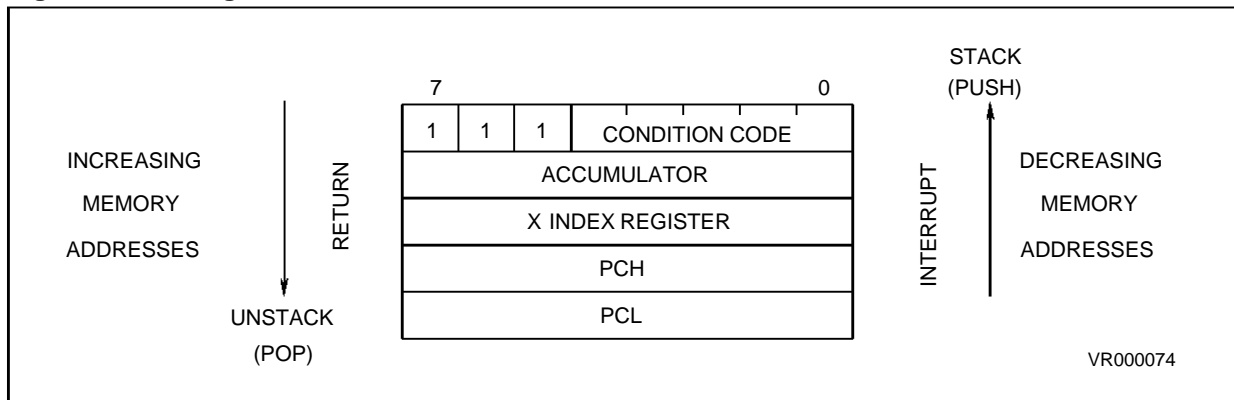 7 0
1 1 1 CONDITION CODE
ACCUMULATOR
X INDEX REGISTER
PCH
PCL
INCREASING
MEMORY
ADDRESSES
RETURN
UNSTACK
(POP)
STACK
(PUSH)
INTERRUPT
DECREASING
MEMORY
ADDRESSES
VR000074